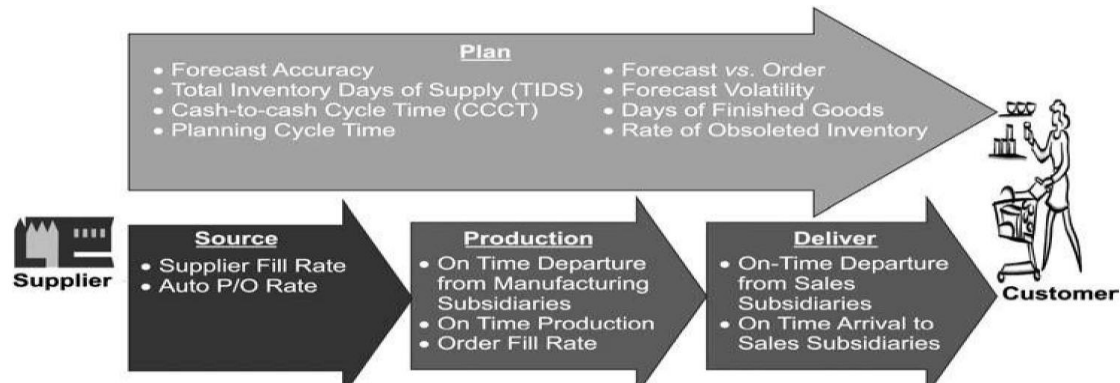 Plan
• Forecast Accuracy
• Total Inventory Days of Supply (TIDS)
• Cash-to-cash Cycle Time (CCCT)
• Planning Cycle Time
• Forecast vs. Order
• Forecast Volatility
• Days of Finished Goods
• Rate of Obsoleted Inventory
Supplier
Source
• Supplier Fill Rate
• Auto P/O Rate
Production
• On Time Departure
from Manufacturing
Subsidiaries
• On Time Production
• Order Fill Rate
Deliver
• On-Time Departure
from Sales
Subsidiaries
• On Time Arrival to
Sales Subsidiaries
Customer